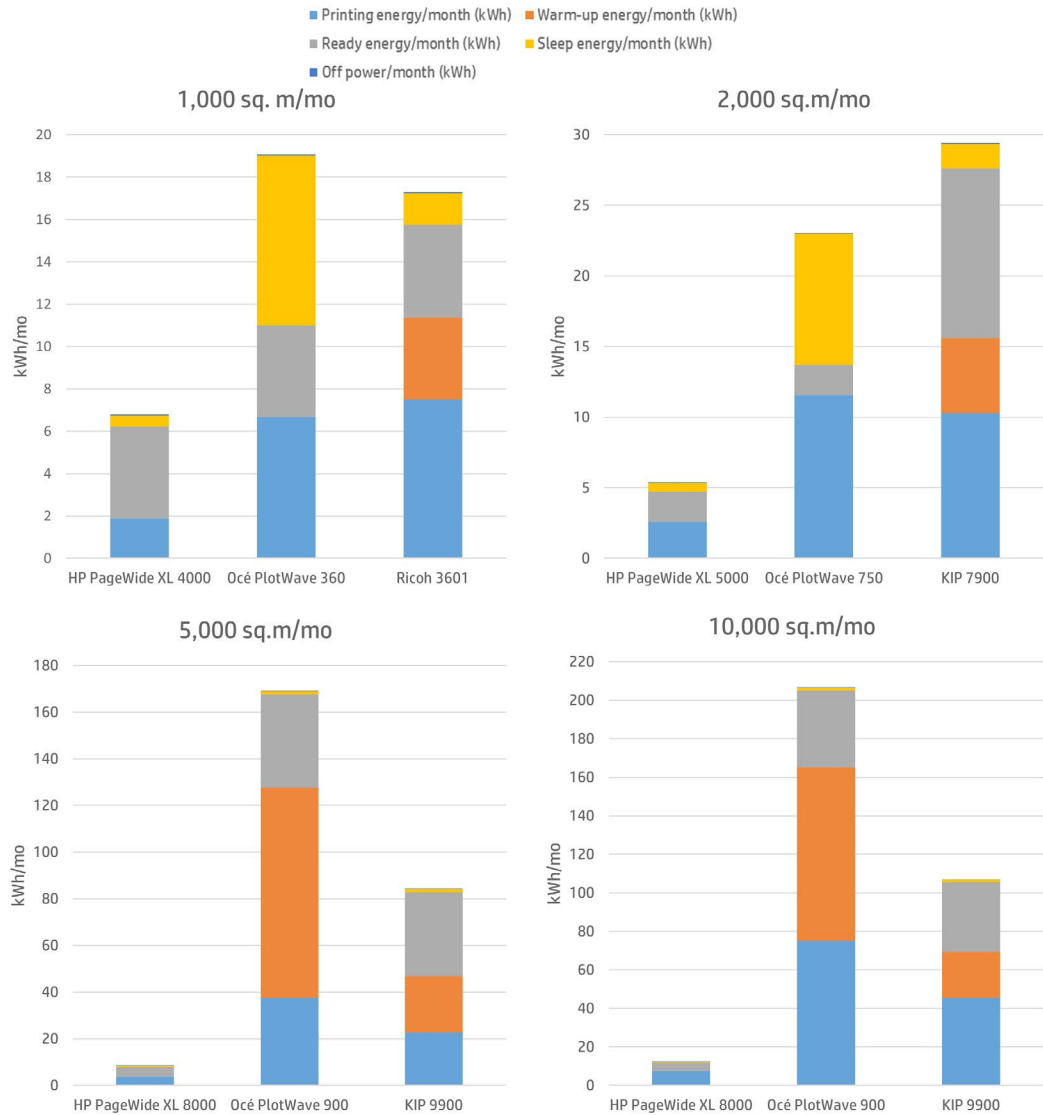 Printing energy/month (kWh) Warm-up energy/month (kWh)
Ready energy/month (kWh) Sleep energy/month (kWh)
Off power/month (kWh)
1,000 sq. m/mo
20
18
16
14
12
10
8
6
4
2
0
kWh/mo
HP PageWide XL 4000 Océ PlotWave 360 Ricoh 3601
2,000 sq.m/mo
30
25
20
15
10
5
0
kWh/mo
HP PageWide XL 5000 Océ PlotWave 750 KIP 7900
5,000 sq.m/mo
180
160
140
120
100
80
60
40
20
0
kWh/mo
HP PageWide XL 8000 Océ PlotWave 900 KIP 9900
10,000 sq.m/mo
220
200
180
160
140
120
100
80
60
40
20
0
kWh/mo
HP PageWide XL 8000 Océ PlotWave 900 KIP 9900